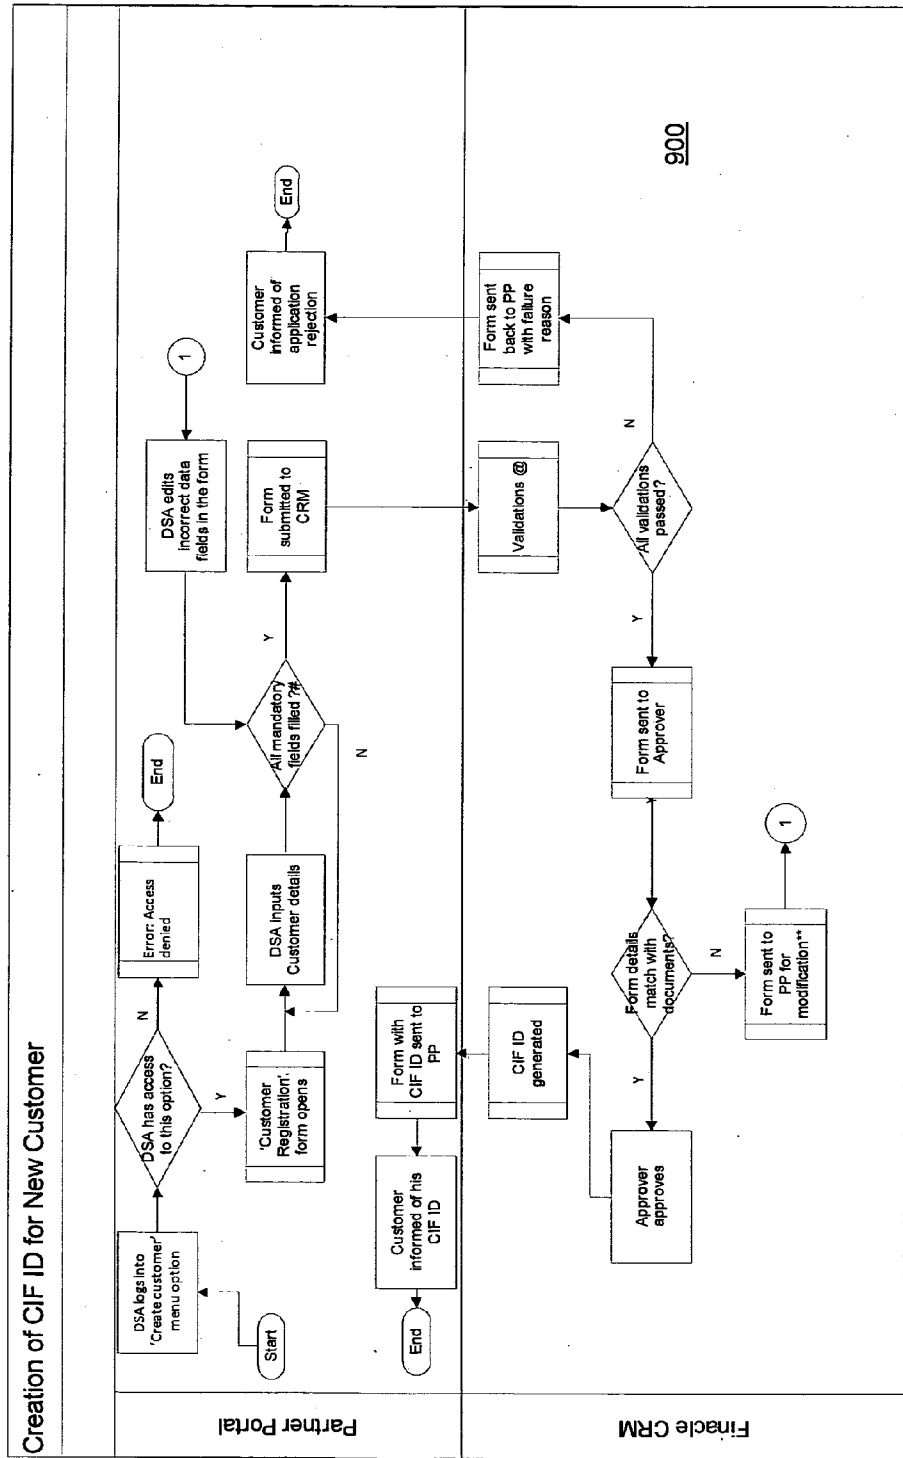 Creation of CIF ID for New Customer
Partner Portal
Start
DSA logs into
'Create customer'
menu option
DSA has access
to this option?
N
Error: Access
denied
End
Y
'Customer
Registration'
form opens
DSA inputs
Customer details
All mandatory
fields filled ?#
N
Y
Form
submitted to
CRM
DSA edits
incorrect data
fields in the form
1
Customer
informed of
application
rejection
End
Form with
CIF ID sent to
PP
Customer
informed of his
CIF ID
End
Finacle CRM
Validations @
All validations
passed?
N
Form sent
back to PP
with failure
reason
Y
Form sent to
Approver
Form details
match with
documents?
N
Form sent to
PP for
modification**
1
Y
Approver
approves
CIF ID
generated
900